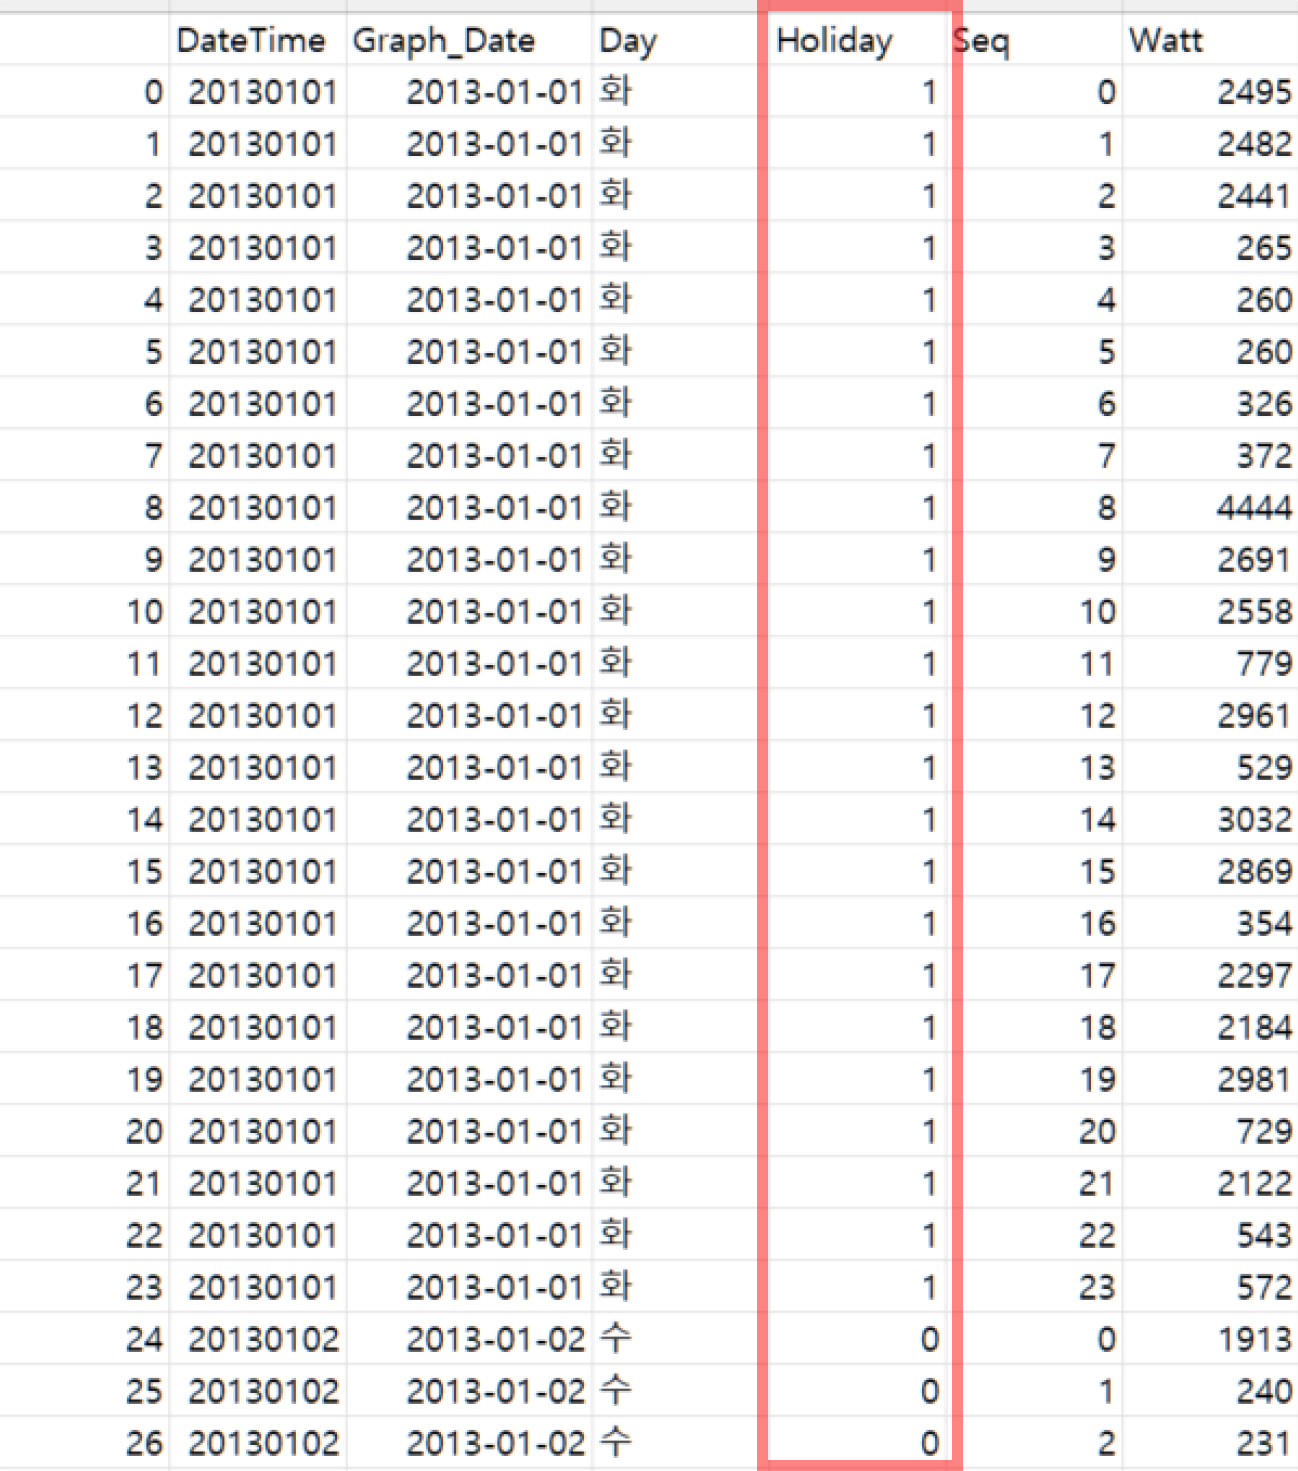 DateTime Graph_Date Day Holiday Seq Watt
0 20130101 2013-01-01 화 1 0 2495
1 20130101 2013-01-01 화 1 1 2482
2 20130101 2013-01-01 화 1 2 2441
3 20130101 2013-01-01 화 1 3 265
4 20130101 2013-01-01 화 1 4 260
5 20130101 2013-01-01 화 1 5 260
6 20130101 2013-01-01 화 1 6 326
7 20130101 2013-01-01 화 1 7 372
8 20130101 2013-01-01 화 1 8 4444
9 20130101 2013-01-01 화 1 9 2691
10 20130101 2013-01-01 화 1 10 2558
11 20130101 2013-01-01 화 1 11 779
12 20130101 2013-01-01 화 1 12 2961
13 20130101 2013-01-01 화 1 13 529
14 20130101 2013-01-01 화 1 14 3032
15 20130101 2013-01-01 화 1 15 2869
16 20130101 2013-01-01 화 1 16 354
17 20130101 2013-01-01 화 1 17 2297
18 20130101 2013-01-01 화 1 18 2184
19 20130101 2013-01-01 화 1 19 2981
20 20130101 2013-01-01 화 1 20 729
21 20130101 2013-01-01 화 1 21 2122
22 20130101 2013-01-01 화 1 22 543
23 20130101 2013-01-01 화 1 23 572
24 20130102 2013-01-02 수 0 0 1913
25 20130102 2013-01-02 수 0 1 240
26 20130102 2013-01-02 수 0 2 231